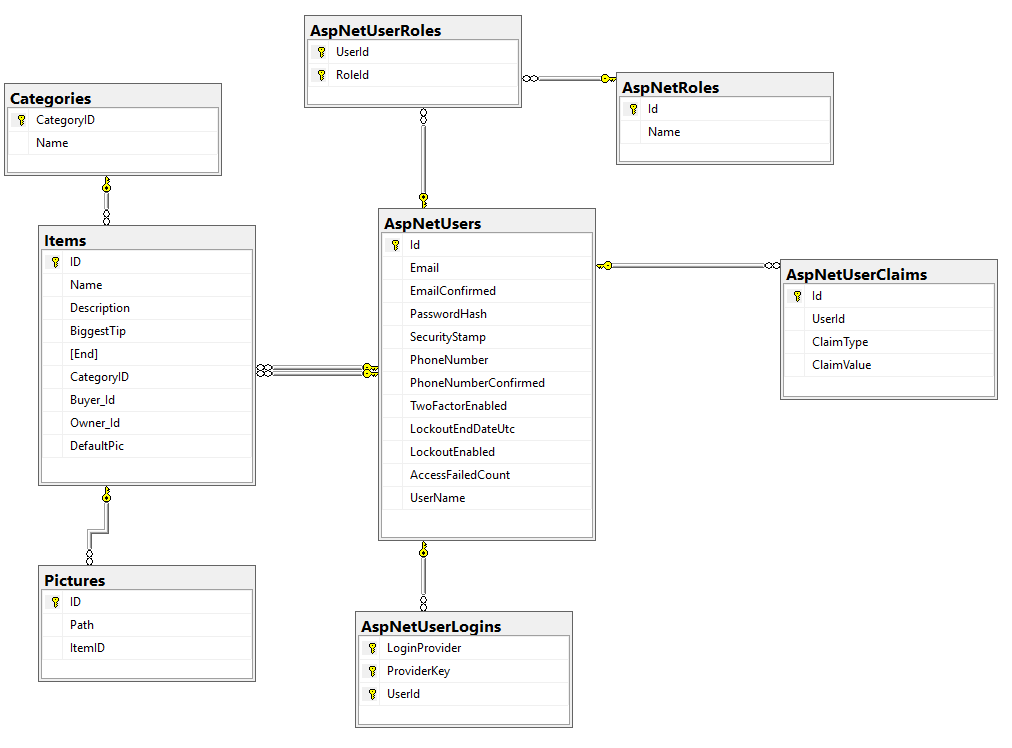 AspNetUserRoles
UserId
RoleId
AspNetRoles
Id
Name
Categories
CategoryID
Name
Items
ID
Name
Description
BiggestTip
[End]
CategoryID
Buyer_Id
Owner_Id
DefaultPic
AspNetUsers
Id
Email
EmailConfirmed
PasswordHash
SecurityStamp
PhoneNumber
PhoneNumberConfirmed
TwoFactorEnabled
LockoutEndDateUtc
LockoutEnabled
AccessFailedCount
UserName
AspNetUserClaims
Id
UserId
ClaimType
ClaimValue
Pictures
ID
Path
ItemID
AspNetUserLogins
LoginProvider
ProviderKey
UserId